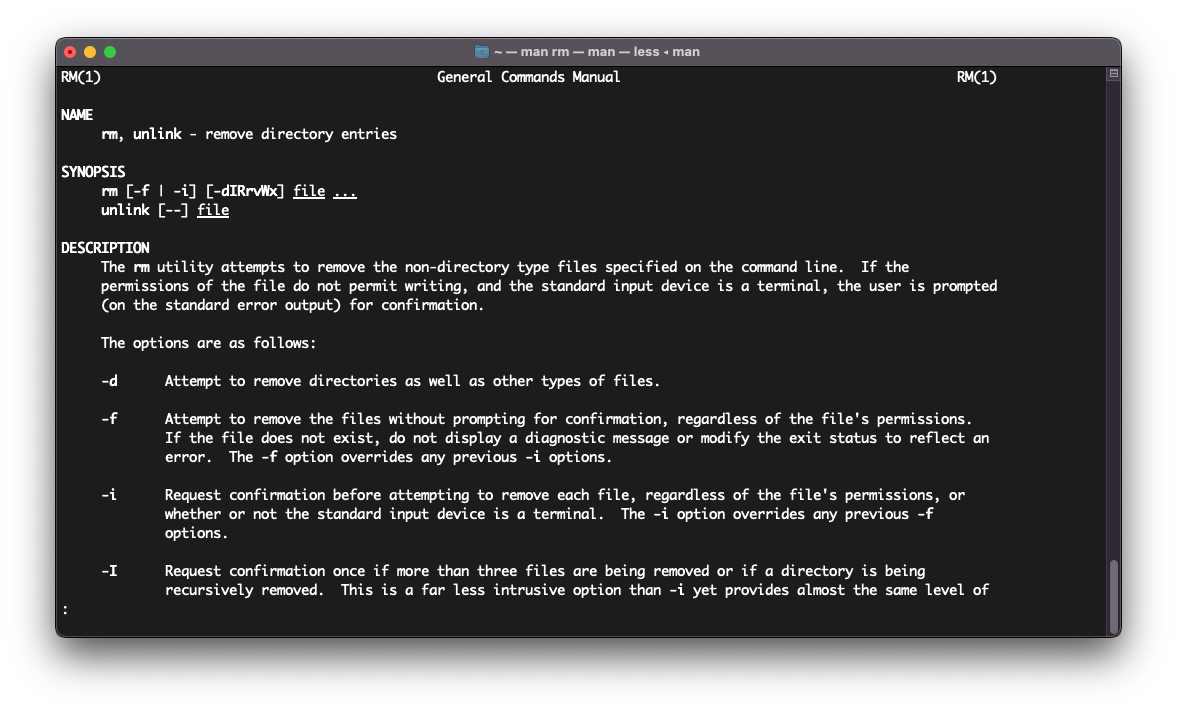 ~ — man rm — man — less ◂ man
RM(1) General Commands Manual RM(1)
NAME
rm, unlink - remove directory entries
SYNOPSIS
rm [-f | -i] [-dIRrvWx] file ...
unlink [--] file
DESCRIPTION
The rm utility attempts to remove the non-directory type files specified on the command line.  If the
permissions of the file do not permit writing, and the standard input device is a terminal, the user is prompted
(on the standard error output) for confirmation.
The options are as follows:
-d Attempt to remove directories as well as other types of files.
-f Attempt to remove the files without prompting for confirmation, regardless of the file's permissions.
If the file does not exist, do not display a diagnostic message or modify the exit status to reflect an
error.  The -f option overrides any previous -i options.
-i Request confirmation before attempting to remove each file, regardless of the file's permissions, or
whether or not the standard input device is a terminal.  The -i option overrides any previous -f
options.
-I Request confirmation once if more than three files are being removed or if a directory is being
recursively removed.  This is a far less intrusive option than -i yet provides almost the same level of
: